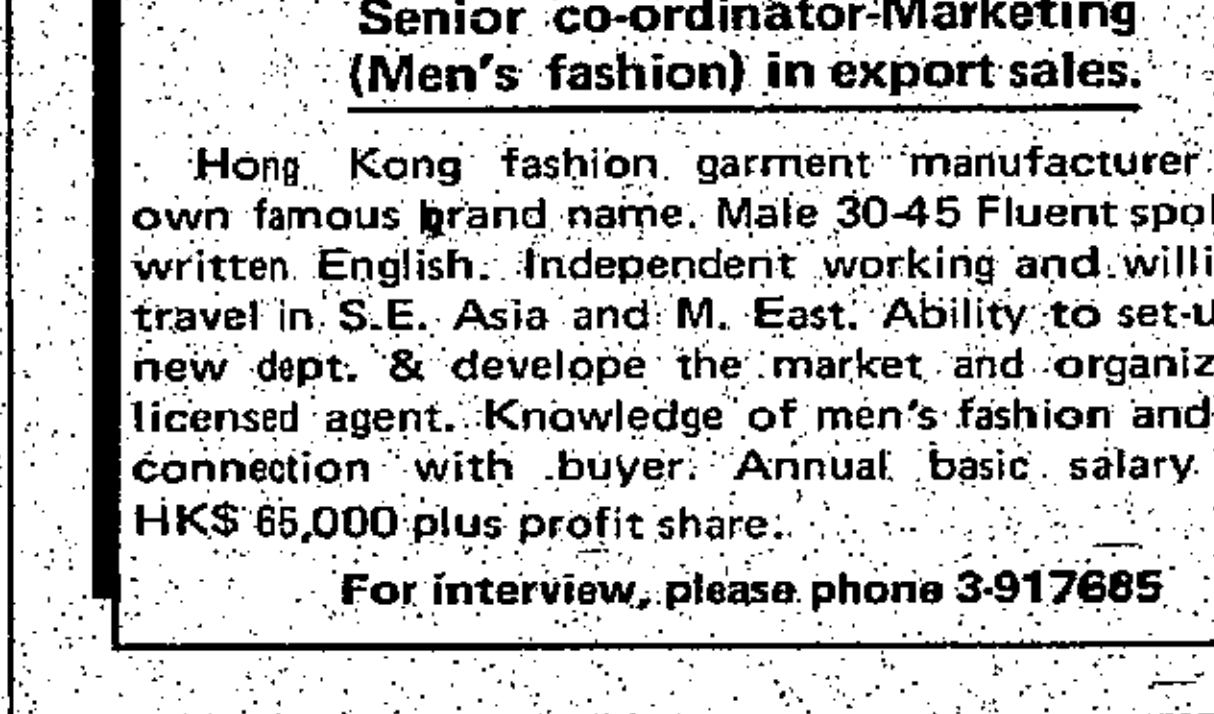 Senior co-ordinator-Marketing
(Men's fashion) in export sales.
Hong Kong fashion garment manufacturer
own famous brand name. Male 30-45 Fluent
written English. Independent working and
travel in S.E. Asia and M. East. Ability to
new dept. & develope the market and
licensed agent. Knowledge of men's fashion and
connection with buyer. Annual basic salary
HK$ 65,000 plus profit share.
For interview, please phone 3-917685